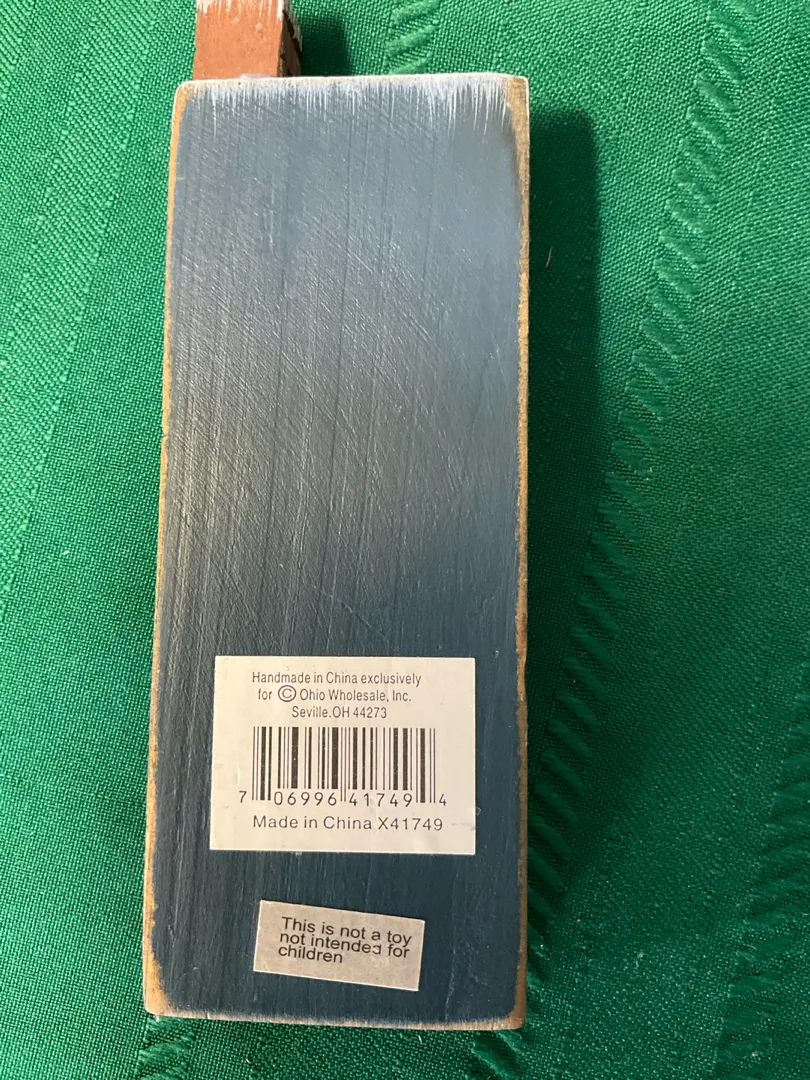 Handmade in China exclusively
for © Ohio Wholesale, Inc.
Seville.OH 44273
7 06996 41749 4
Made in China X41749
This is not a toy
not intended for
children